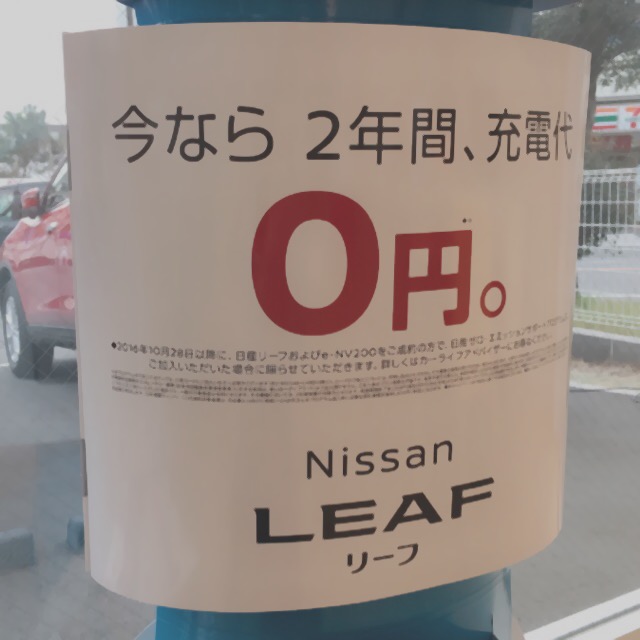 今なら 2年間、充電代
0円。
●2016年10月28日以降に、日産リーフおよびe-NV200をご成約の方で、日産ゼロ・エミッションサポートプログラム
ご加入いただいた場合に限らせていただきます。詳しくはカーライフアドバイザーにお尋ねください。
Nissan
LEAF
リーフ
7